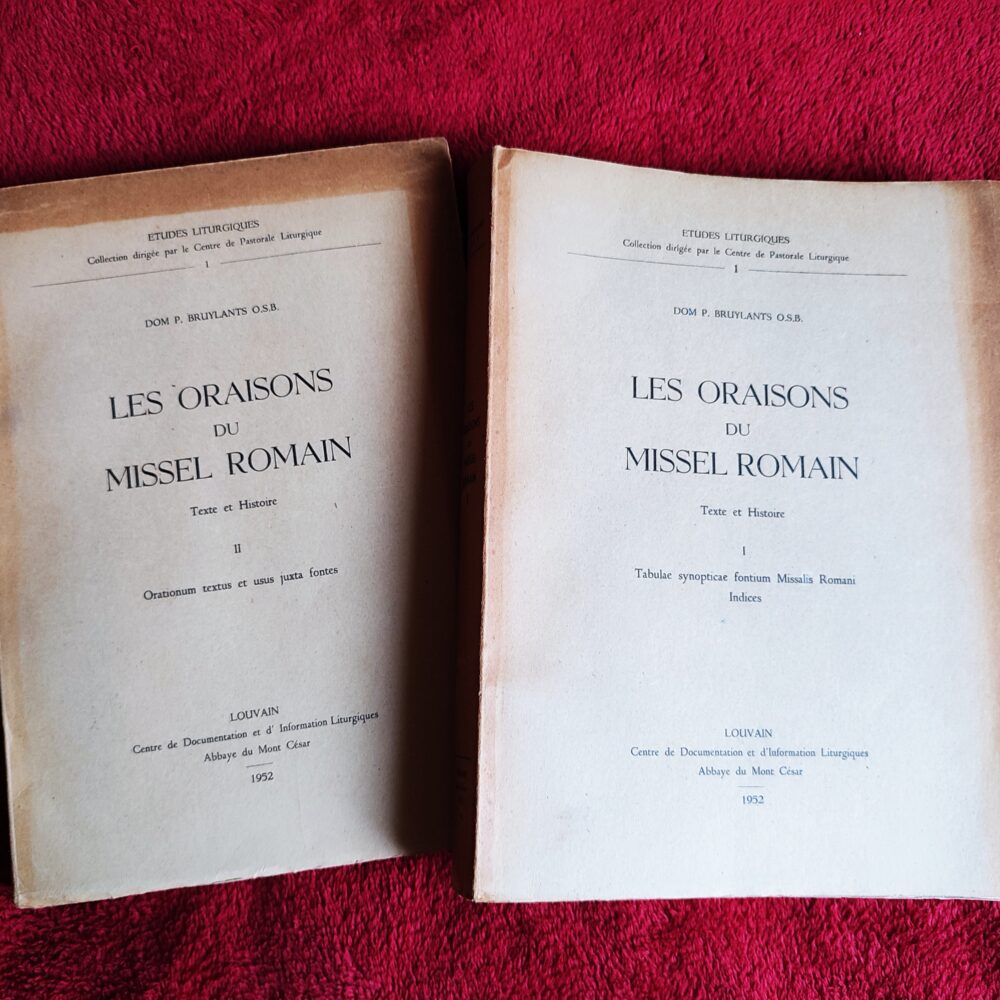 ETUDES LITURGIQUES
Collection dirigée par le Centre de Pastorale Liturgique
1
DOM P. BRUYLANTS O.S.B.
LES ORAISONS
DU
MISSEL ROMAIN
Texte et Histoire
II
Orationum textus et usus juxta fontes
LOUVAIN
Centre de Documentation et d' Information Liturgiques
Abbaye du Mont César
1952
ETUDES LITURGIQUES
Collection dirigée par le Centre de Pastorale Liturgique
1
DOM P. BRUYLANTS O.S.B.
LES ORAISONS
DU
MISSEL ROMAIN
Texte et Histoire
I
Tabulae synopticae fontium Missalis Romani
Indices
LOUVAIN
Centre de Documentation et d'Information Liturgiques
Abbaye du Mont César
1952